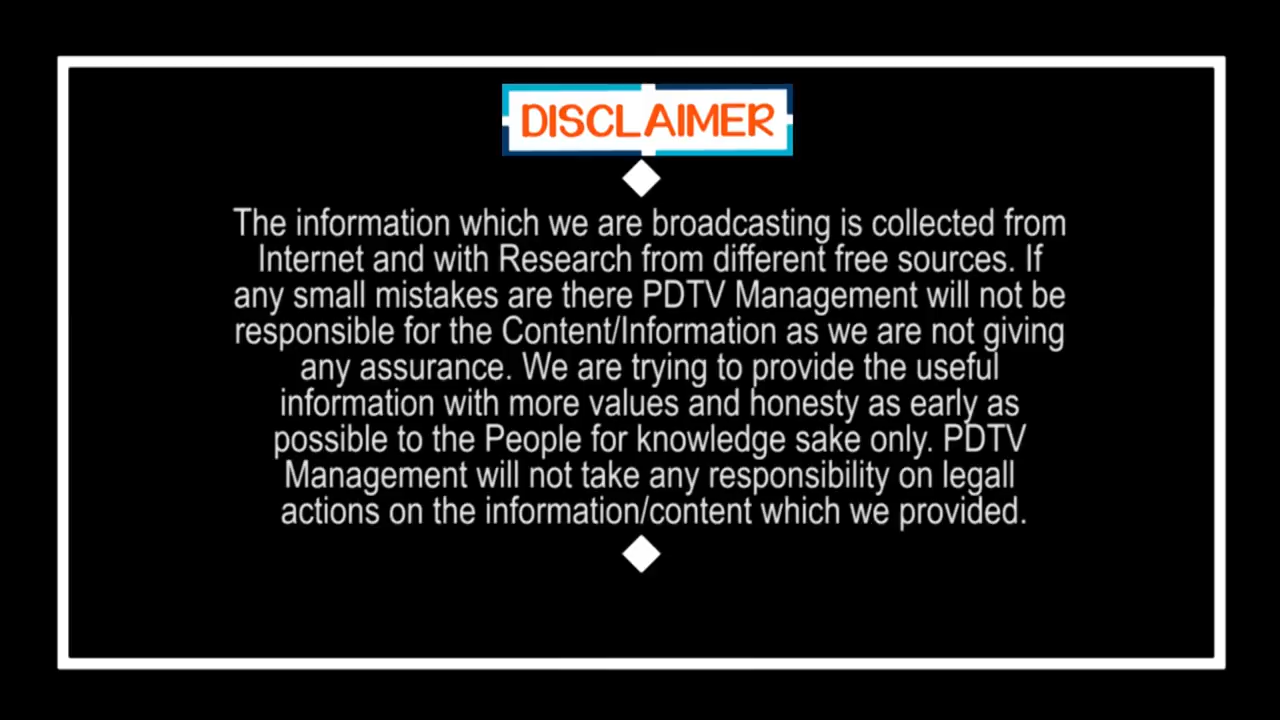 DISCLAIMER
The information which we are broadcasting is collected from
Internet and with Research from different free sources. If
any small mistakes are there PDTV Management will not be
responsible for the Content/Information as we are not giving
any assurance. We are trying to provide the useful
information with more values and honesty as early as
possible to the People for knowledge sake only. PDTV
Management will not take any responsibility on legall
actions on the information/content which we provided.